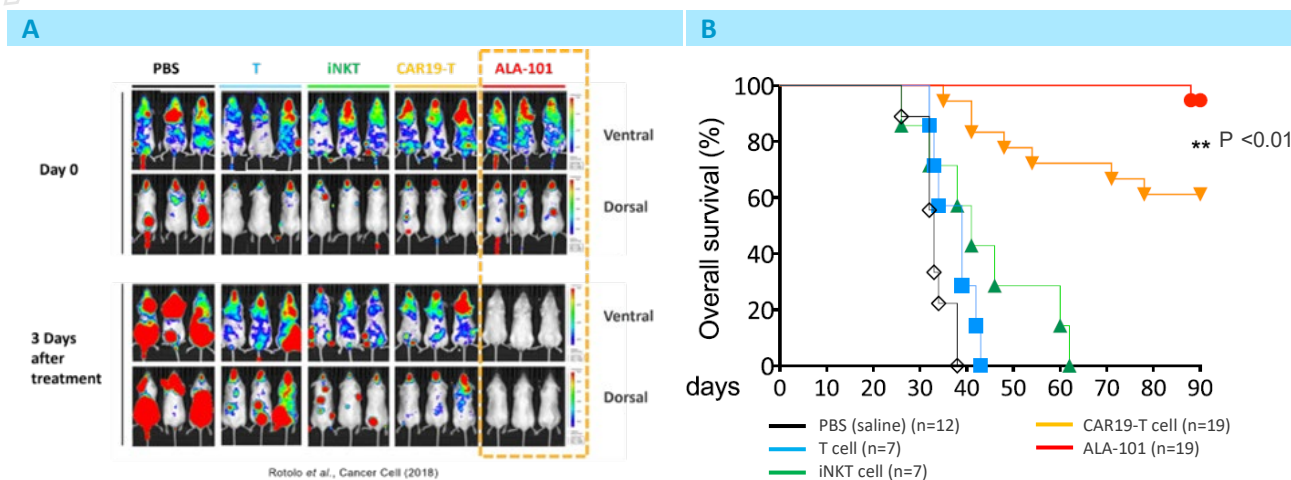 A
B
PBS
T
iNKT
CAR19-T
ALA-101
Day 0
Ventral
Dorsal
3 Days
after
treatment
Ventral
Dorsal
Rotolo et al., Cancer Cell (2018)
Overall survival (%)
100
80
60
40
20
0
** P <0.01
days
0 10 20 30 40 50 60 70 80 90
PBS (saline) (n=12)
T cell (n=7)
iNKT cell (n=7)
CAR19-T cell (n=19)
ALA-101 (n=19)